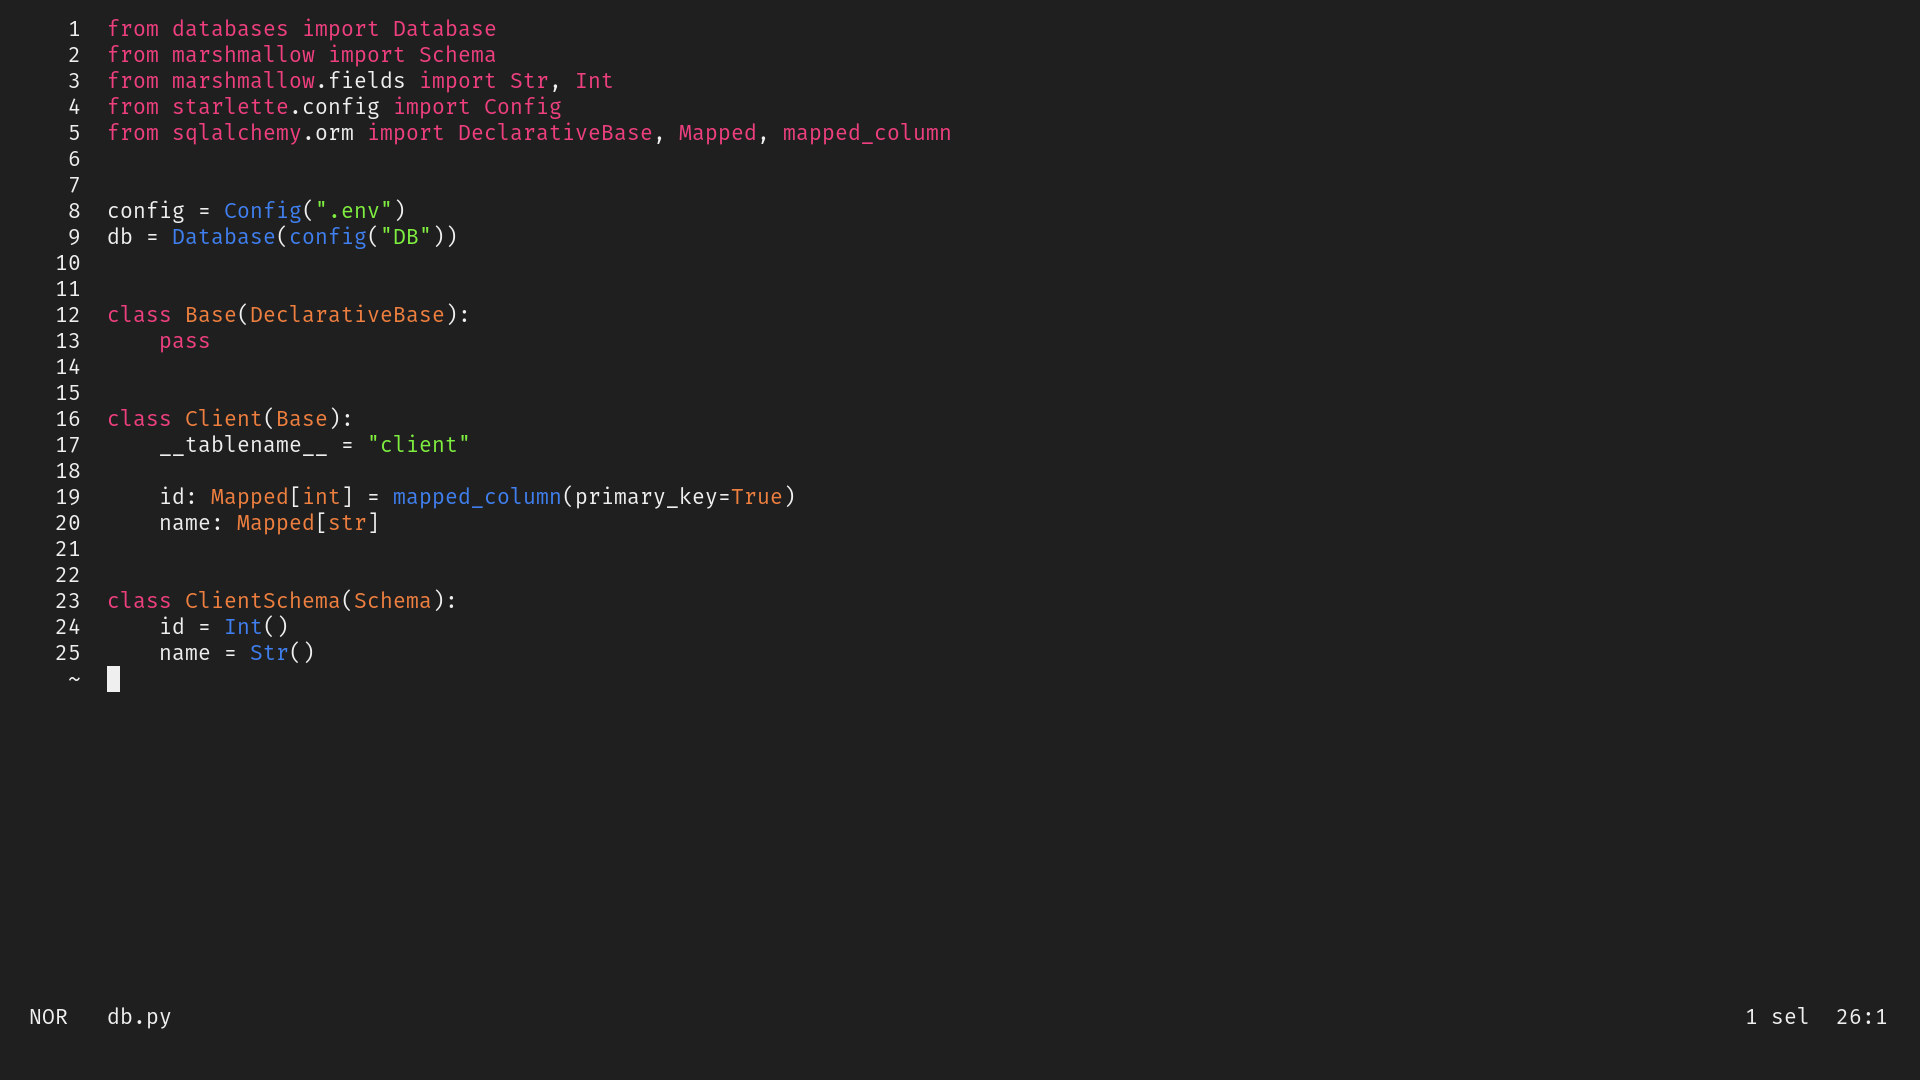 1 from databases import Database
2 from marshmallow import Schema
3 from marshmallow.fields import Str, Int
4 from starlette.config import Config
5 from sqlalchemy.orm import DeclarativeBase, Mapped, mapped_column
6
7
8 config = Config(".env")
9 db = Database(config("DB"))
10
11
12 class Base(DeclarativeBase):
13     pass
14
15
16 class Client(Base):
17     __tablename__ = "client"
18
19     id: Mapped[int] = mapped_column(primary_key=True)
20     name: Mapped[str]
21
22
23 class ClientSchema(Schema):
24     id = Int()
25     name = Str()
~
NOR db.py 1 sel 26:1